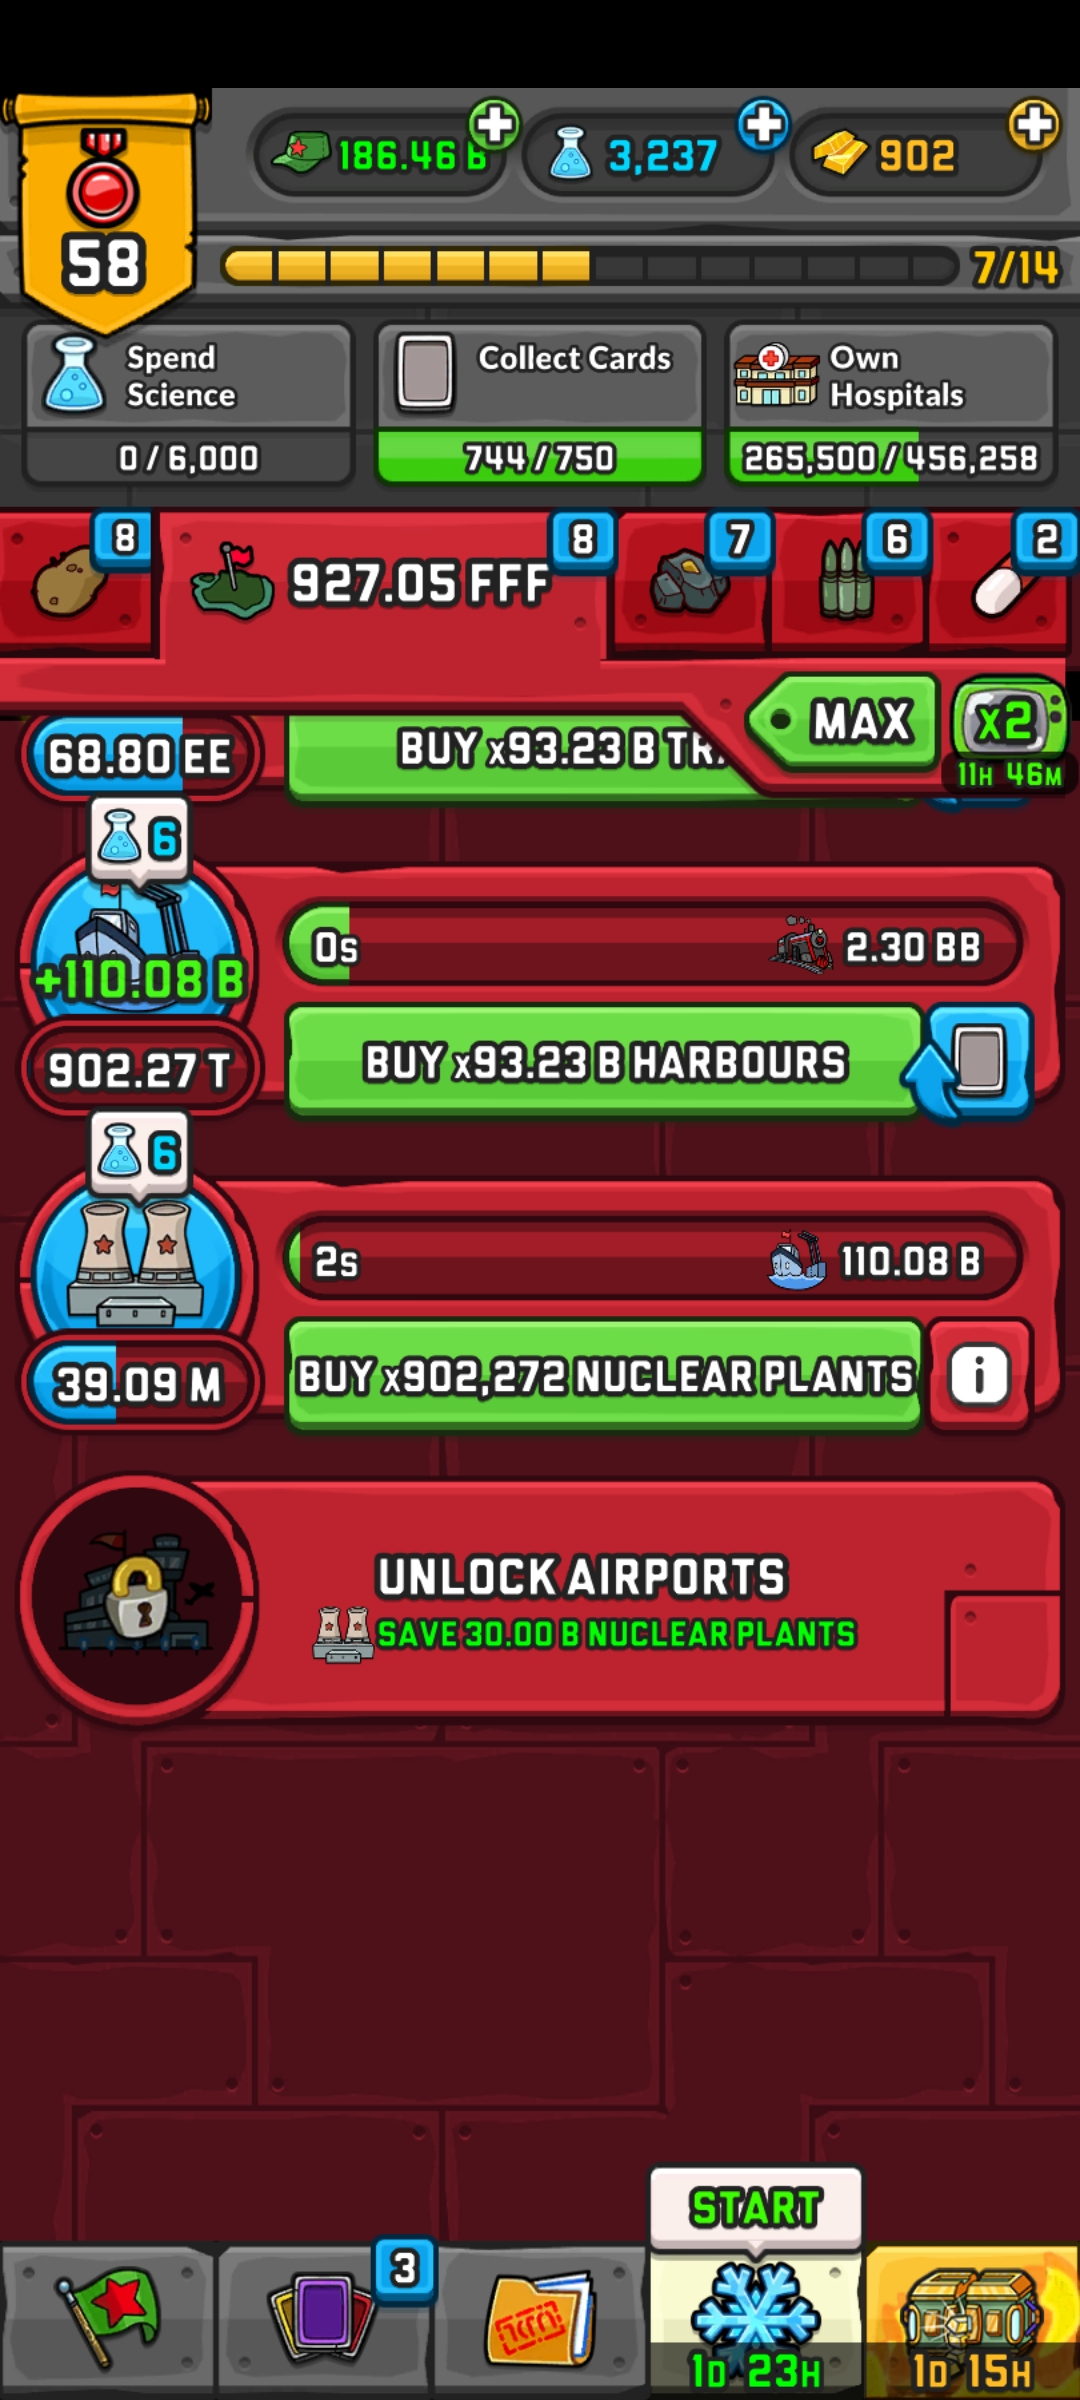 186.46 B
3,237
902
58
7/14
Spend
Science
0 / 6,000
Collect Cards
744 / 750
Own
Hospitals
265,500 / 456,258
8
927.05 FFF
8
7
6
2
MAX
x2
11H 46M
68.80 EE
BUY x93.23 B
6
+110.08 B
902.27 T
0s
2.30 BB
BUY x93.23 B HARBOURS
6
39.09 M
2s
110.08 B
BUY x902,272 NUCLEAR PLANTS
i
UNLOCK AIRPORTS
SAVE 30.00 B NUCLEAR PLANTS
3
START
1D 23H
1D 15H